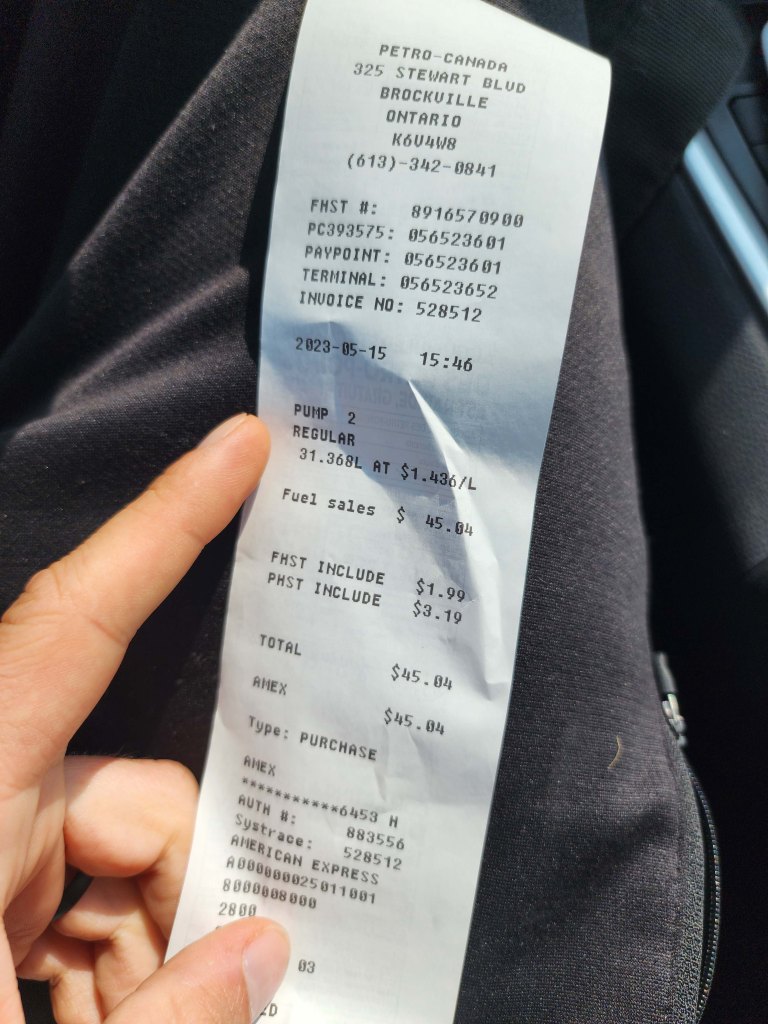 PETRO-CANADA
325 STEWART BLVD
BROCKVILLE
ONTARIO
K6V4W8
(613)-342-0841
FHST #: 8916570900
PC393575: 056523601
PAYPOINT: 056523601
TERMINAL: 056523652
INVOICE NO: 528512
2023-05-15 15:46
PUMP 2
REGULAR
31.368L AT $1.436/L
Fuel sales $ 45.04
FHST INCLUDE $1.99
PHST INCLUDE $3.19
TOTAL $45.04
AMEX $45.04
Type: PURCHASE
AMEX
***********6453 H
AUTH #: 883556
Systrace: 528512
AMERICAN EXPRESS
A000000025011001
8000008000
2800
03